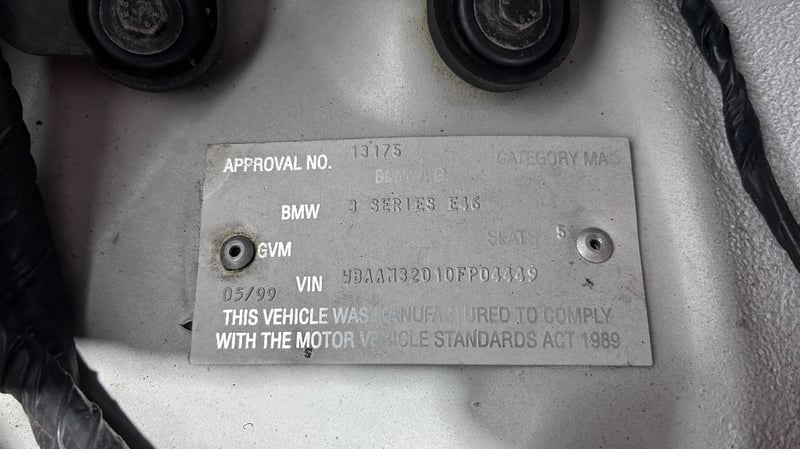 APPROVAL NO. 13175 CATEGORY MA
BMW AG
BMW 3 SERIES E46
GVM SEATS 5
VIN WBAAM32010FP04449
05/99
THIS VEHICLE WAS MANUFACTURED TO COMPLY
WITH THE MOTOR VEHICLE STANDARDS ACT 1989